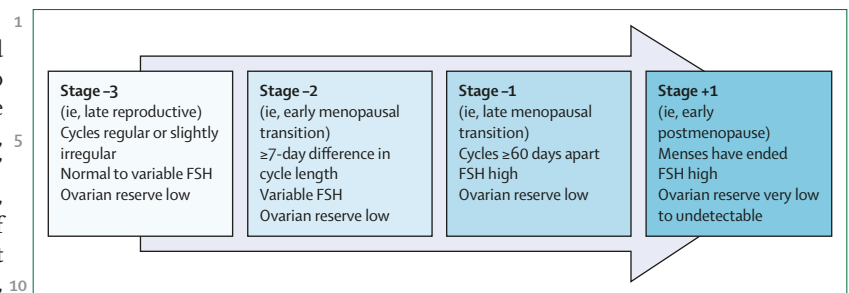 1
5
10
d
o
e
,
,
,
f
t
,
Stage –3
(ie, late reproductive)
Cycles regular or slightly
irregular
Normal to variable FSH
Ovarian reserve low
Stage –2
(ie, early menopausal
transition)
≥7-day difference in
cycle length
Variable FSH
Ovarian reserve low
Stage –1
(ie, late menopausal
transition)
Cycles ≥60 days apart
FSH high
Ovarian reserve low
Stage +1
(ie, early
postmenopause)
Menses have ended
FSH high
Ovarian reserve very low
to undetectable